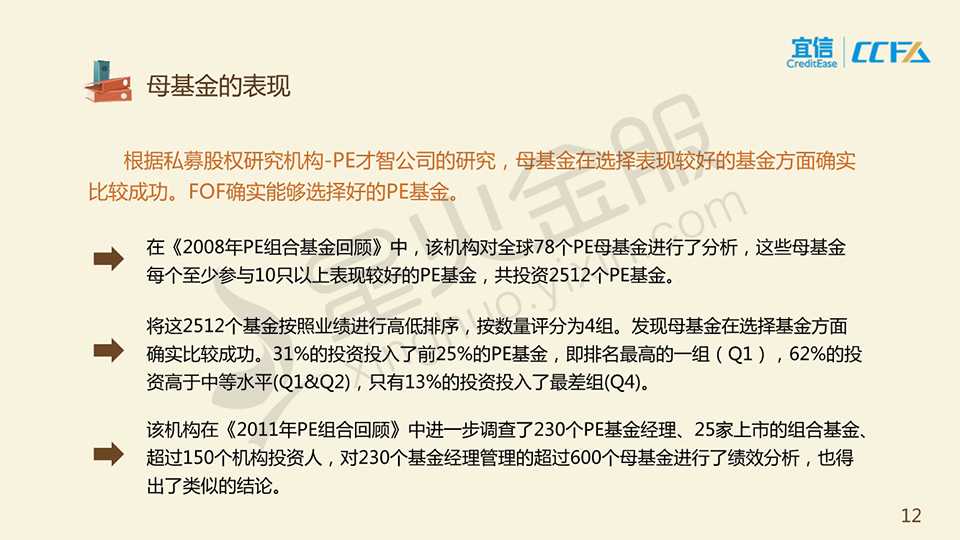 宜信
CreditEase
CCFA
母基金的表现
根据私募股权研究机构-PE才智公司的研究，母基金在选择表现较好的基金方面确实
比较成功。FOF确实能够选择好的PE基金。
在《2008年PE组合基金回顾》中，该机构对全球78个PE母基金进行了分析，这些母基金
每个至少参与10只以上表现较好的PE基金，共投资2512个PE基金。
将这2512个基金按照业绩进行高低排序，按数量评分为4组。发现母基金在选择基金方面
确实比较成功。31%的投资投入了前25%的PE基金，即排名最高的一组（Q1），62%的投
资高于中等水平(Q1&Q2)，只有13%的投资投入了最差组(Q4)。
该机构在《2011年PE组合回顾》中进一步调查了230个PE基金经理、25家上市的组合基金、
超过150个机构投资人，对230个基金经理管理的超过600个母基金进行了绩效分析，也得
出了类似的结论。
星火金服
xinghuo.yixin.com
12